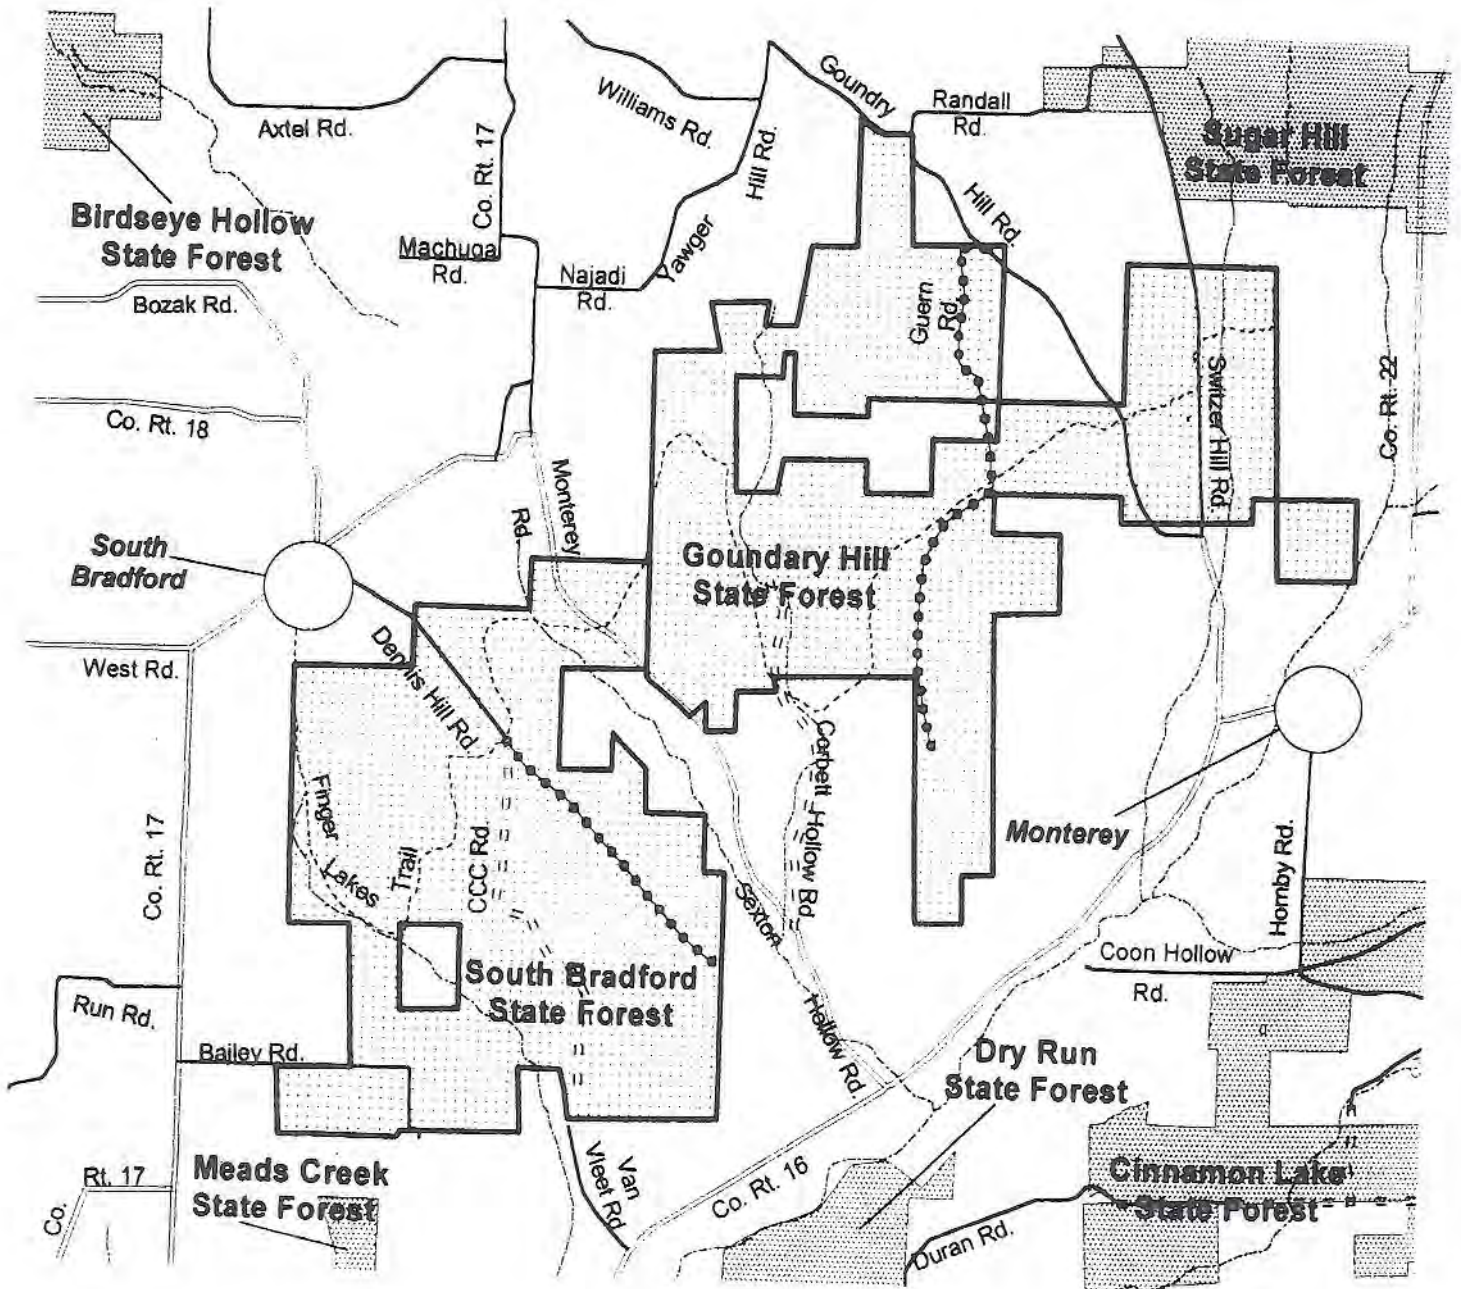 Goundry
Williams Rd.
Randall
Rd.
Axtel Rd.
Co. Rt. 17
Hill Rd.
Sugar Hill
State Forest
Birdseye Hollow
State Forest
Hill Rd.
Machuga
Rd.
Yawger
Najadi
Rd.
Bozak Rd.
Guern
Rd.
Switzer Hill Rd
Co. Rt. 22
Co. Rt. 18
Monterey
Rd.
South
Bradford
Goundary Hill
State Forest
West Rd.
Dennis Hill Rd.
Corbett Hollow Rd.
Finger
Lakes
Trail
CCC Rd
Monterey
Co. Rt. 17
Sexton
Hollow Rd.
Hornby Rd.
Coon Hollow
Rd.
South Bradford
State Forest
Run Rd.
Bailey Rd.
Dry Run
State Forest
Meads Creek
State Forest
Van
Vleet Rd
Co. Rt. 16
Cinnamon Lake
State Forest
Rt. 17
Co.
Duran Rd.